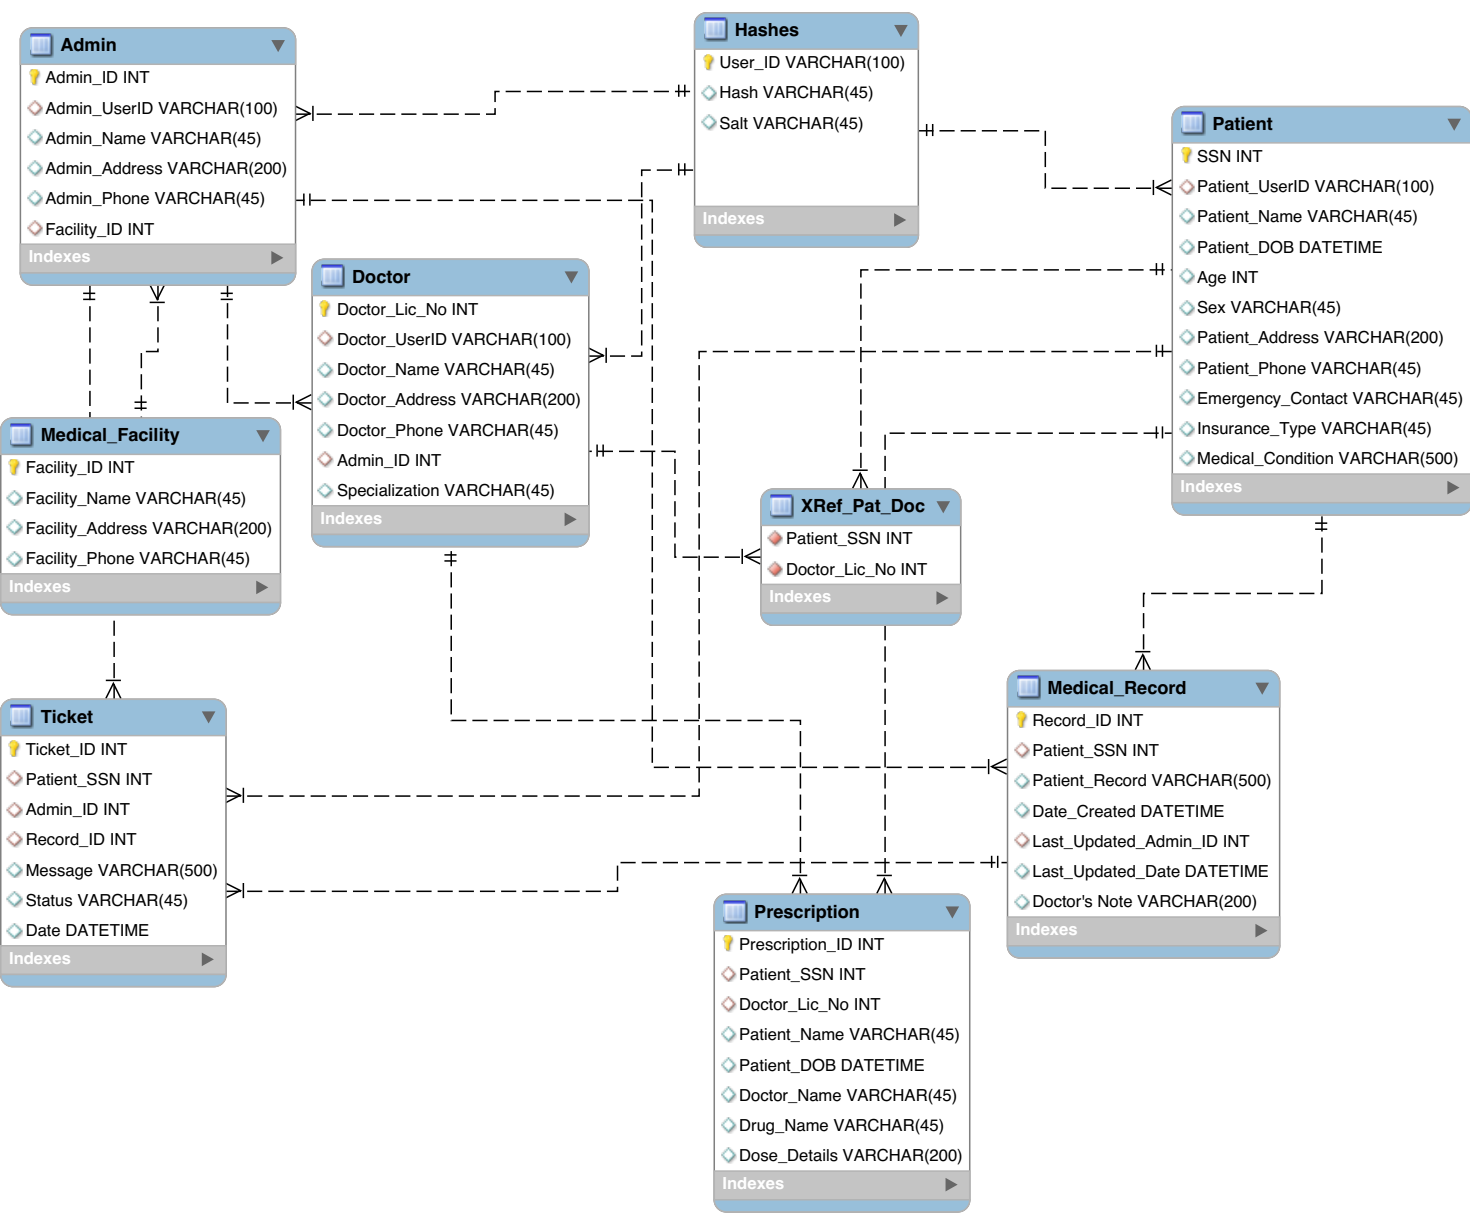 Admin
Admin_ID INT
Admin_UserID VARCHAR(100)
Admin_Name VARCHAR(45)
Admin_Address VARCHAR(200)
Admin_Phone VARCHAR(45)
Facility_ID INT
Indexes
Hashes
User_ID VARCHAR(100)
Hash VARCHAR(45)
Salt VARCHAR(45)
Indexes
Patient
SSN INT
Patient_UserID VARCHAR(100)
Patient_Name VARCHAR(45)
Patient_DOB DATETIME
Age INT
Sex VARCHAR(45)
Patient_Address VARCHAR(200)
Patient_Phone VARCHAR(45)
Emergency_Contact VARCHAR(45)
Insurance_Type VARCHAR(45)
Medical_Condition VARCHAR(500)
Indexes
Doctor
Doctor_Lic_No INT
Doctor_UserID VARCHAR(100)
Doctor_Name VARCHAR(45)
Doctor_Address VARCHAR(200)
Doctor_Phone VARCHAR(45)
Admin_ID INT
Specialization VARCHAR(45)
Indexes
Medical_Facility
Facility_ID INT
Facility_Name VARCHAR(45)
Facility_Address VARCHAR(200)
Facility_Phone VARCHAR(45)
Indexes
XRef_Pat_Doc
Patient_SSN INT
Doctor_Lic_No INT
Indexes
Ticket
Ticket_ID INT
Patient_SSN INT
Admin_ID INT
Record_ID INT
Message VARCHAR(500)
Status VARCHAR(45)
Date DATETIME
Indexes
Medical_Record
Record_ID INT
Patient_SSN INT
Patient_Record VARCHAR(500)
Date_Created DATETIME
Last_Updated_Admin_ID INT
Last_Updated_Date DATETIME
Doctor's Note VARCHAR(200)
Indexes
Prescription
Prescription_ID INT
Patient_SSN INT
Doctor_Lic_No INT
Patient_Name VARCHAR(45)
Patient_DOB DATETIME
Doctor_Name VARCHAR(45)
Drug_Name VARCHAR(45)
Dose_Details VARCHAR(200)
Indexes